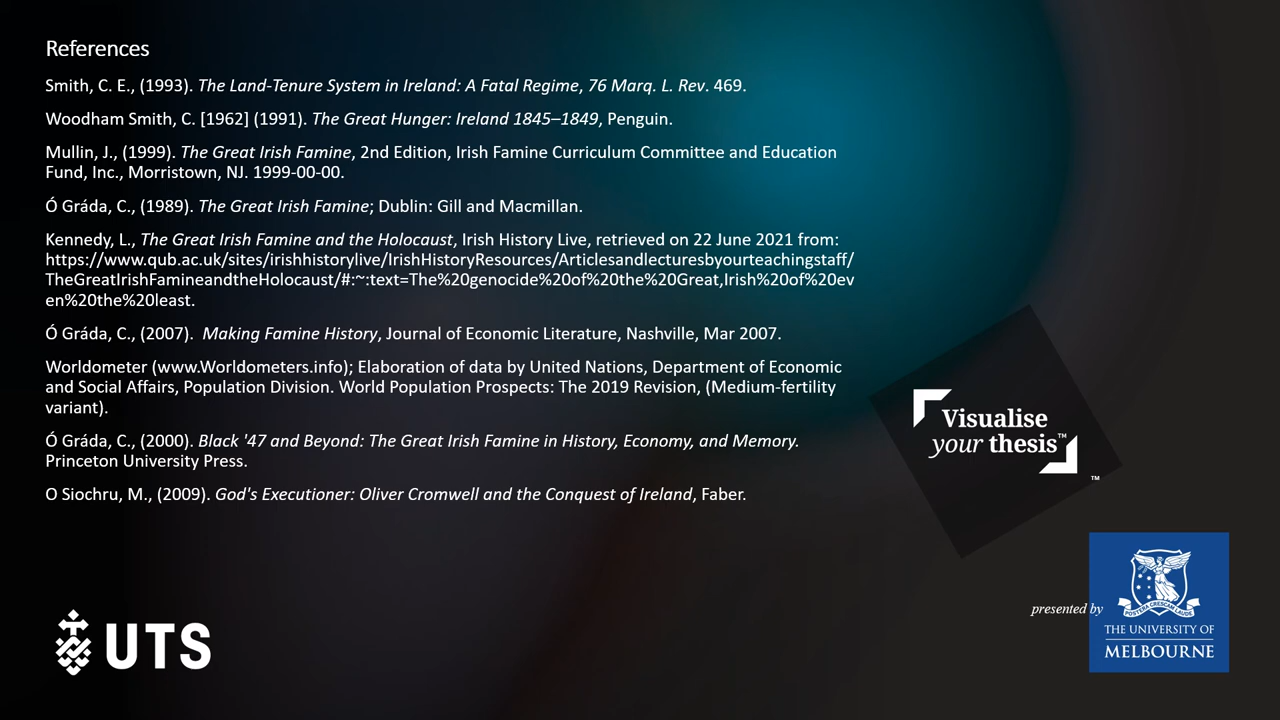 References
Smith, C. E., (1993). The Land-Tenure System in Ireland: A Fatal Regime, 76 Marq. L. Rev. 469.
Woodham Smith, C. [1962] (1991). The Great Hunger: Ireland 1845–1849, Penguin.
Mullin, J., (1999). The Great Irish Famine, 2nd Edition, Irish Famine Curriculum Committee and Education
Fund, Inc., Morristown, NJ. 1999-00-00.
Ó Gráda, C., (1989). The Great Irish Famine; Dublin: Gill and Macmillan.
Kennedy, L., The Great Irish Famine and the Holocaust, Irish History Live, retrieved on 22 June 2021 from:
https://www.qub.ac.uk/sites/irishhistorylive/IrishHistoryResources/Articlesandlecturesbyourteachingstaff/
TheGreatIrishFamineandtheHolocaust/#:~:text=The%20genocide%20of%20the%20Great,Irish%20of%20ev
en%20the%20least.
Ó Gráda, C., (2007). Making Famine History, Journal of Economic Literature, Nashville, Mar 2007.
Worldometer (www.Worldometers.info); Elaboration of data by United Nations, Department of Economic
and Social Affairs, Population Division. World Population Prospects: The 2019 Revision, (Medium-fertility
variant).
Ó Gráda, C., (2000). Black '47 and Beyond: The Great Irish Famine in History, Economy, and Memory.
Princeton University Press.
O Siochru, M., (2009). God's Executioner: Oliver Cromwell and the Conquest of Ireland, Faber.
Visualise
your thesis™
™
presented by
POSTERA CRESCAM LAUDE
THE UNIVERSITY OF
MELBOURNE
UTS